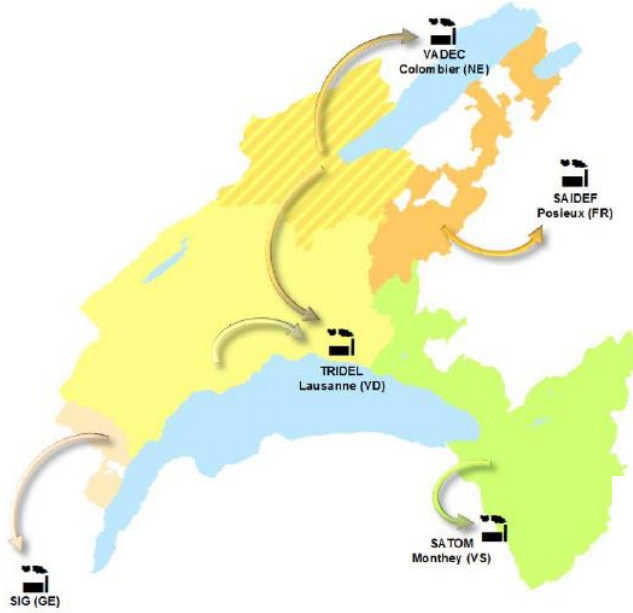 VADEC
Colombier (NE)
SAIDEF
Posieux (FR)
TRIDEL
Lausanne (VD)
SATOM
Monthey (VS)
SIG (GE)